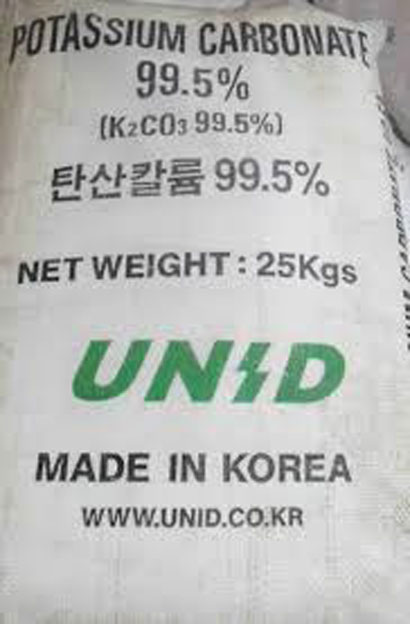 POTASSIUM CARBONATE
99.5%
(K₂CO₃ 99.5%)
탄산칼륨 99.5%
NET WEIGHT : 25Kgs
UNID
MADE IN KOREA
WWW.UNID.CO.KR